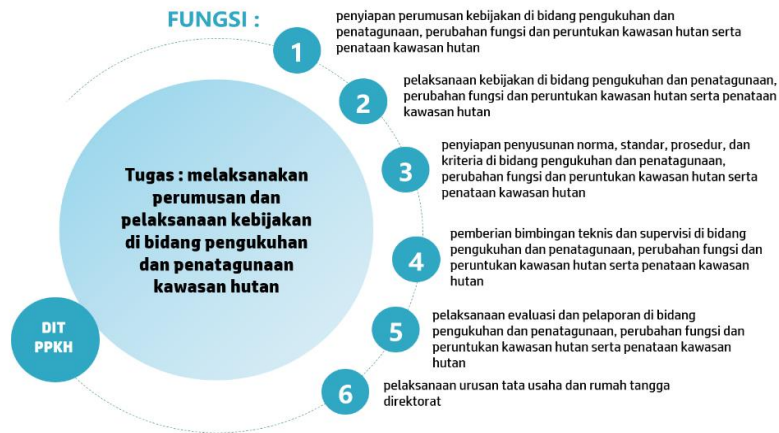 FUNGSI :
1
penyiapan perumusan kebijakan di bidang pengukuhan dan
penatagunaan, perubahan fungsi dan peruntukan kawasan hutan serta
penataan kawasan hutan
2
pelaksanaan kebijakan di bidang pengukuhan dan penatagunaan,
perubahan fungsi dan peruntukan kawasan hutan serta penataan
kawasan hutan
3
penyiapan penyusunan norma, standar, prosedur, dan
kriteria di bidang pengukuhan dan penatagunaan,
perubahan fungsi dan peruntukan kawasan hutan serta
penataan kawasan hutan
Tugas : melaksanakan
perumusan dan
pelaksanaan kebijakan
di bidang pengukuhan
dan penatagunaan
kawasan hutan
4
pemberian bimbingan teknis dan supervisi di bidang
pengukuhan dan penatagunaan, perubahan fungsi dan
peruntukan kawasan hutan serta penataan kawasan
hutan
5
pelaksanaan evaluasi dan pelaporan di bidang
pengukuhan dan penatagunaan, perubahan fungsi dan
peruntukan kawasan hutan serta penataan kawasan
hutan
DIT
PPKH
6
pelaksanaan urusan tata usaha dan rumah tangga
direktorat